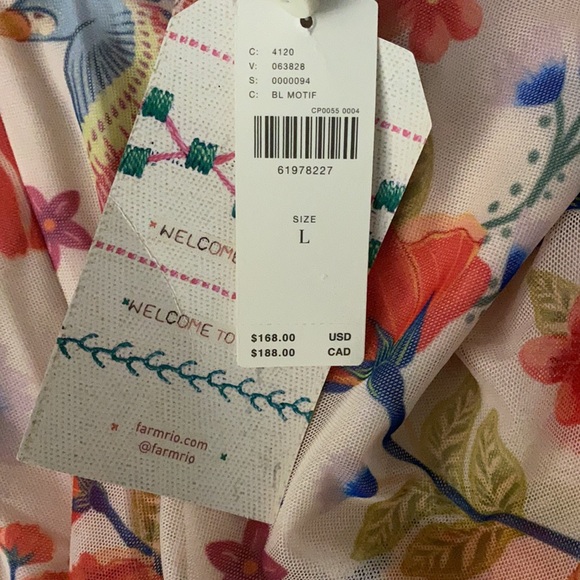 C: 4120
V: 063828
S: 0000094
C: BL MOTIF
CP0055 0004
61978227
SIZE
L
$168.00 USD
$188.00 CAD
WELCOME
WELCOME TO
farmrio.com
@farmrio